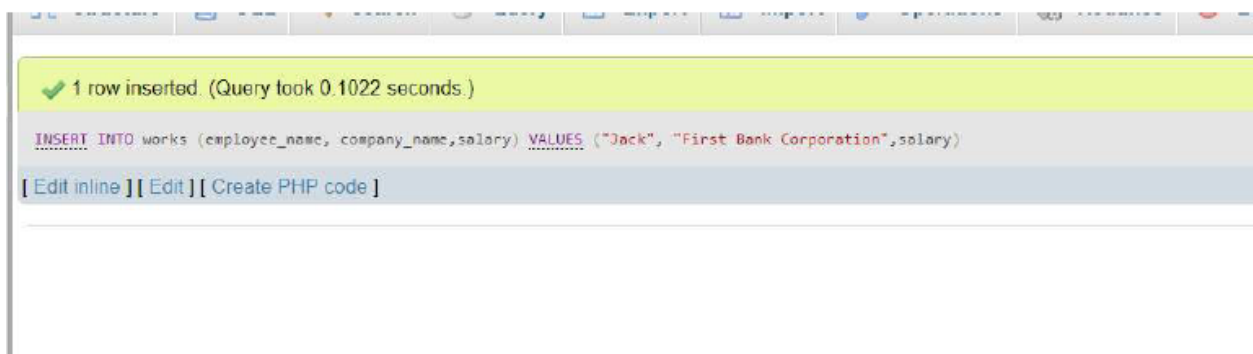 1 row inserted. (Query took 0.1022 seconds.)
INSERT INTO works (employee_name, company_name,salary) VALUES ("Jack", "First Bank Corporation",salary)
[ Edit inline ] [ Edit ] [ Create PHP code ]